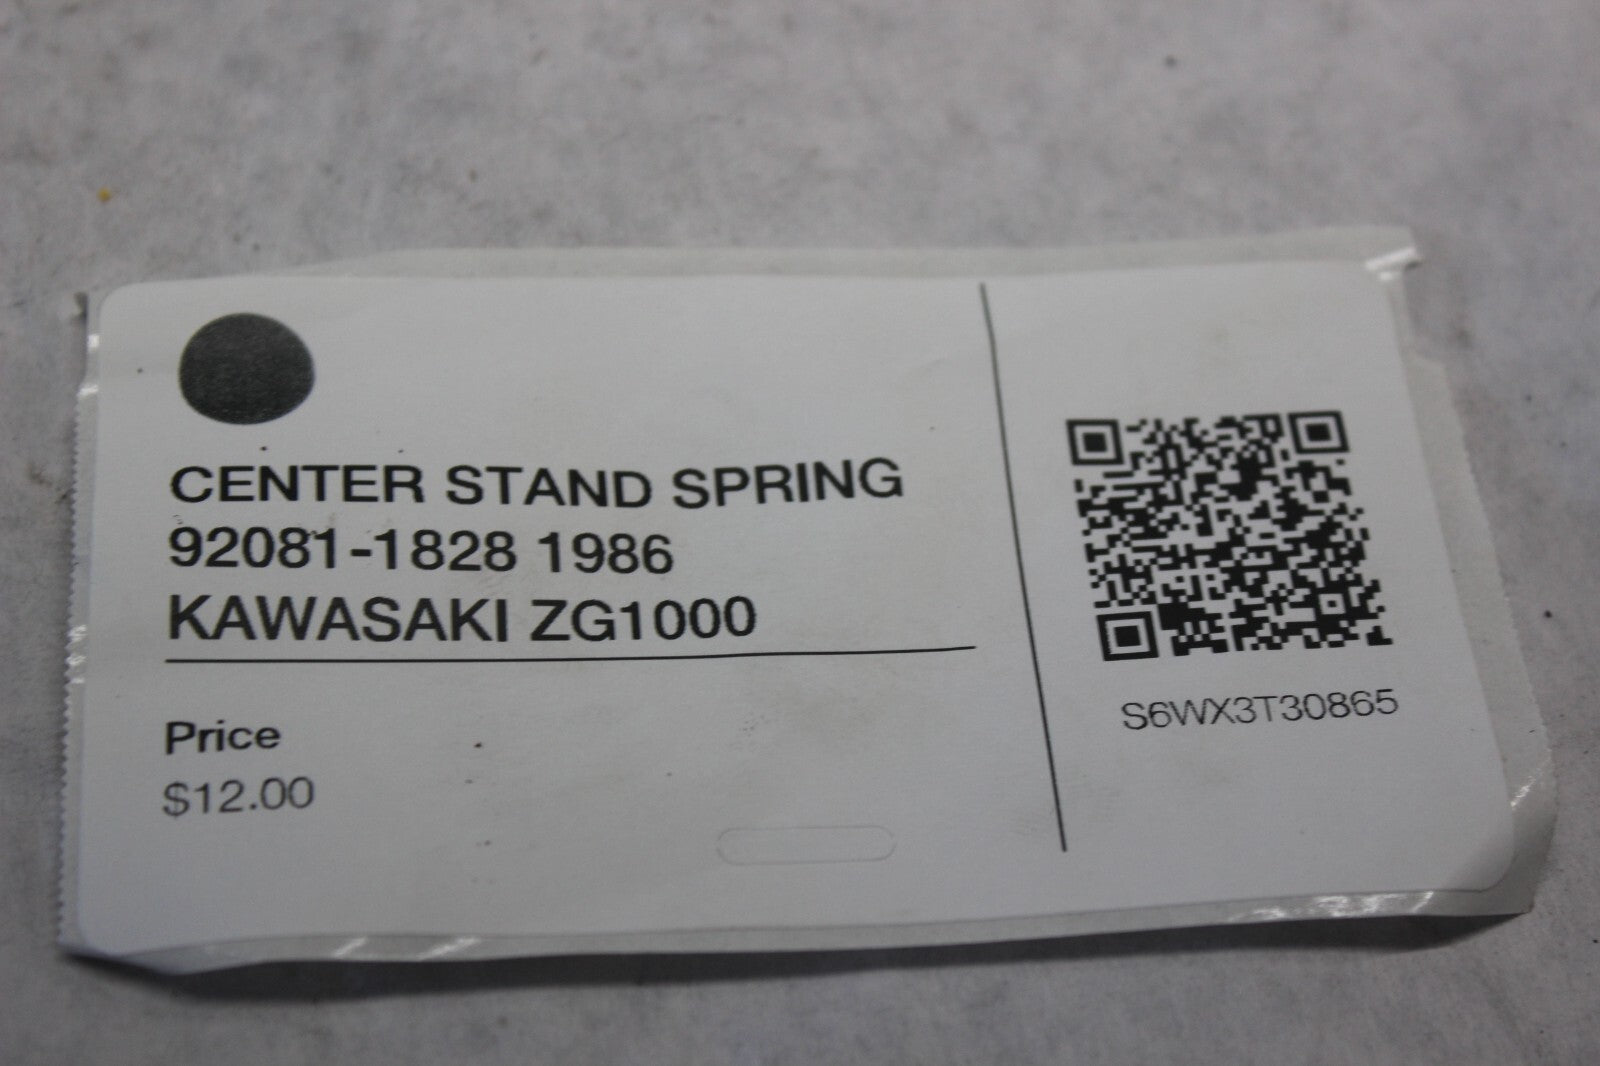 CENTER STAND SPRING
92081-1828 1986
KAWASAKI ZG1000
Price
$12.00
S6WX3T30865